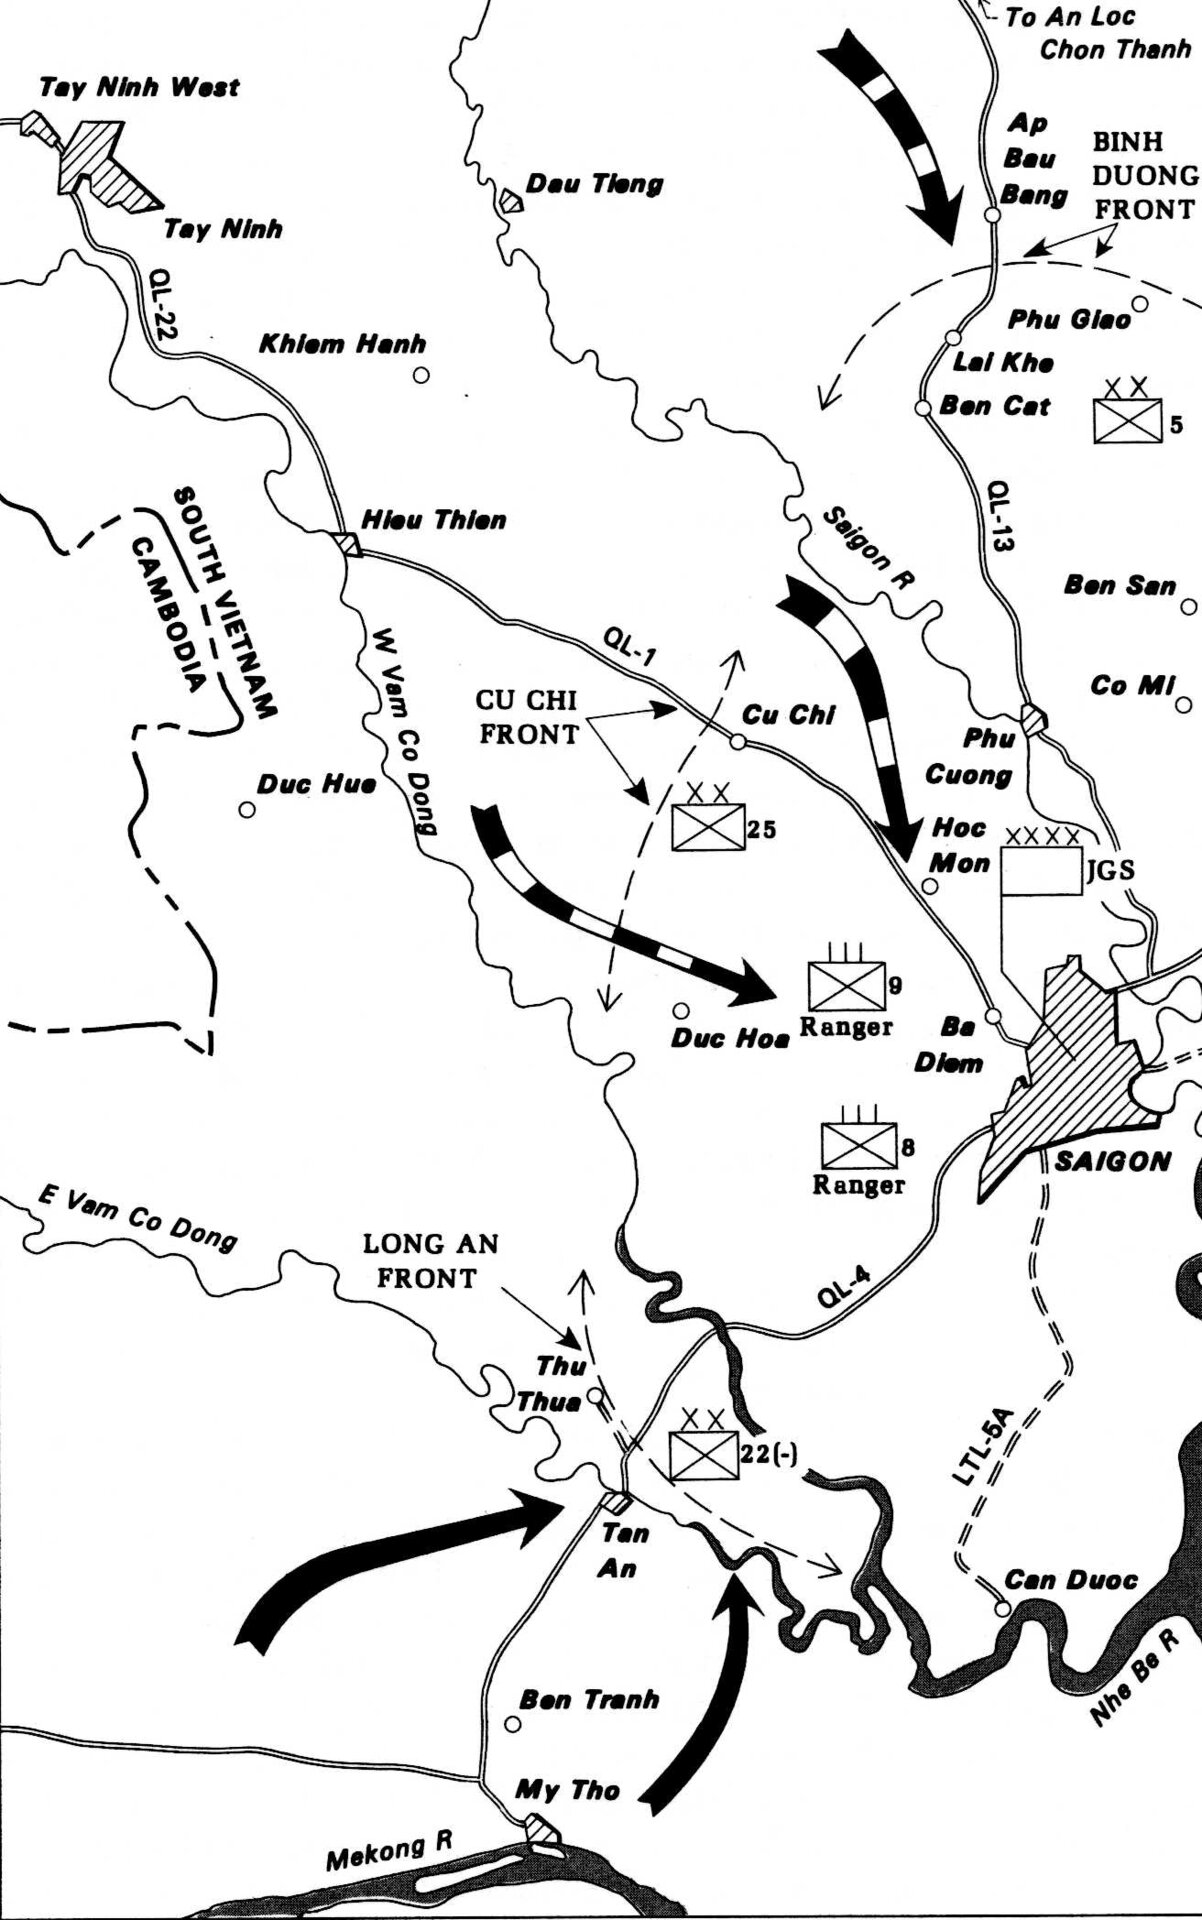 To An Loc
Chon Thanh
Tay Ninh West
Ap
Bau
Bang
BINH
DUONG
FRONT
Dau Tieng
Tay Ninh
QL-22
Phu Giao
Khiem Hanh
Lai Khe
Ben Cat
XX
5
QL-13
SOUTH VIETNAM
CAMBODIA
Hieu Thien
Saigon R
Ben San
QL-1
W Vam Co Dong
CU CHI
FRONT
Co Mi
Cu Chi
Phu
Cuong
Duc Hue
XX
25
Hoc
Mon
XXXX
JGS
9
Ranger
Duc Hoa
Ba
Diem
8
Ranger
SAIGON
E Vam Co Dong
LONG AN
FRONT
QL-4
Thu
Thua
XX
22(-)
LTL-5A
Tan
An
Can Duoc
Nhe Be R
Ben Tranh
My Tho
Mekong R